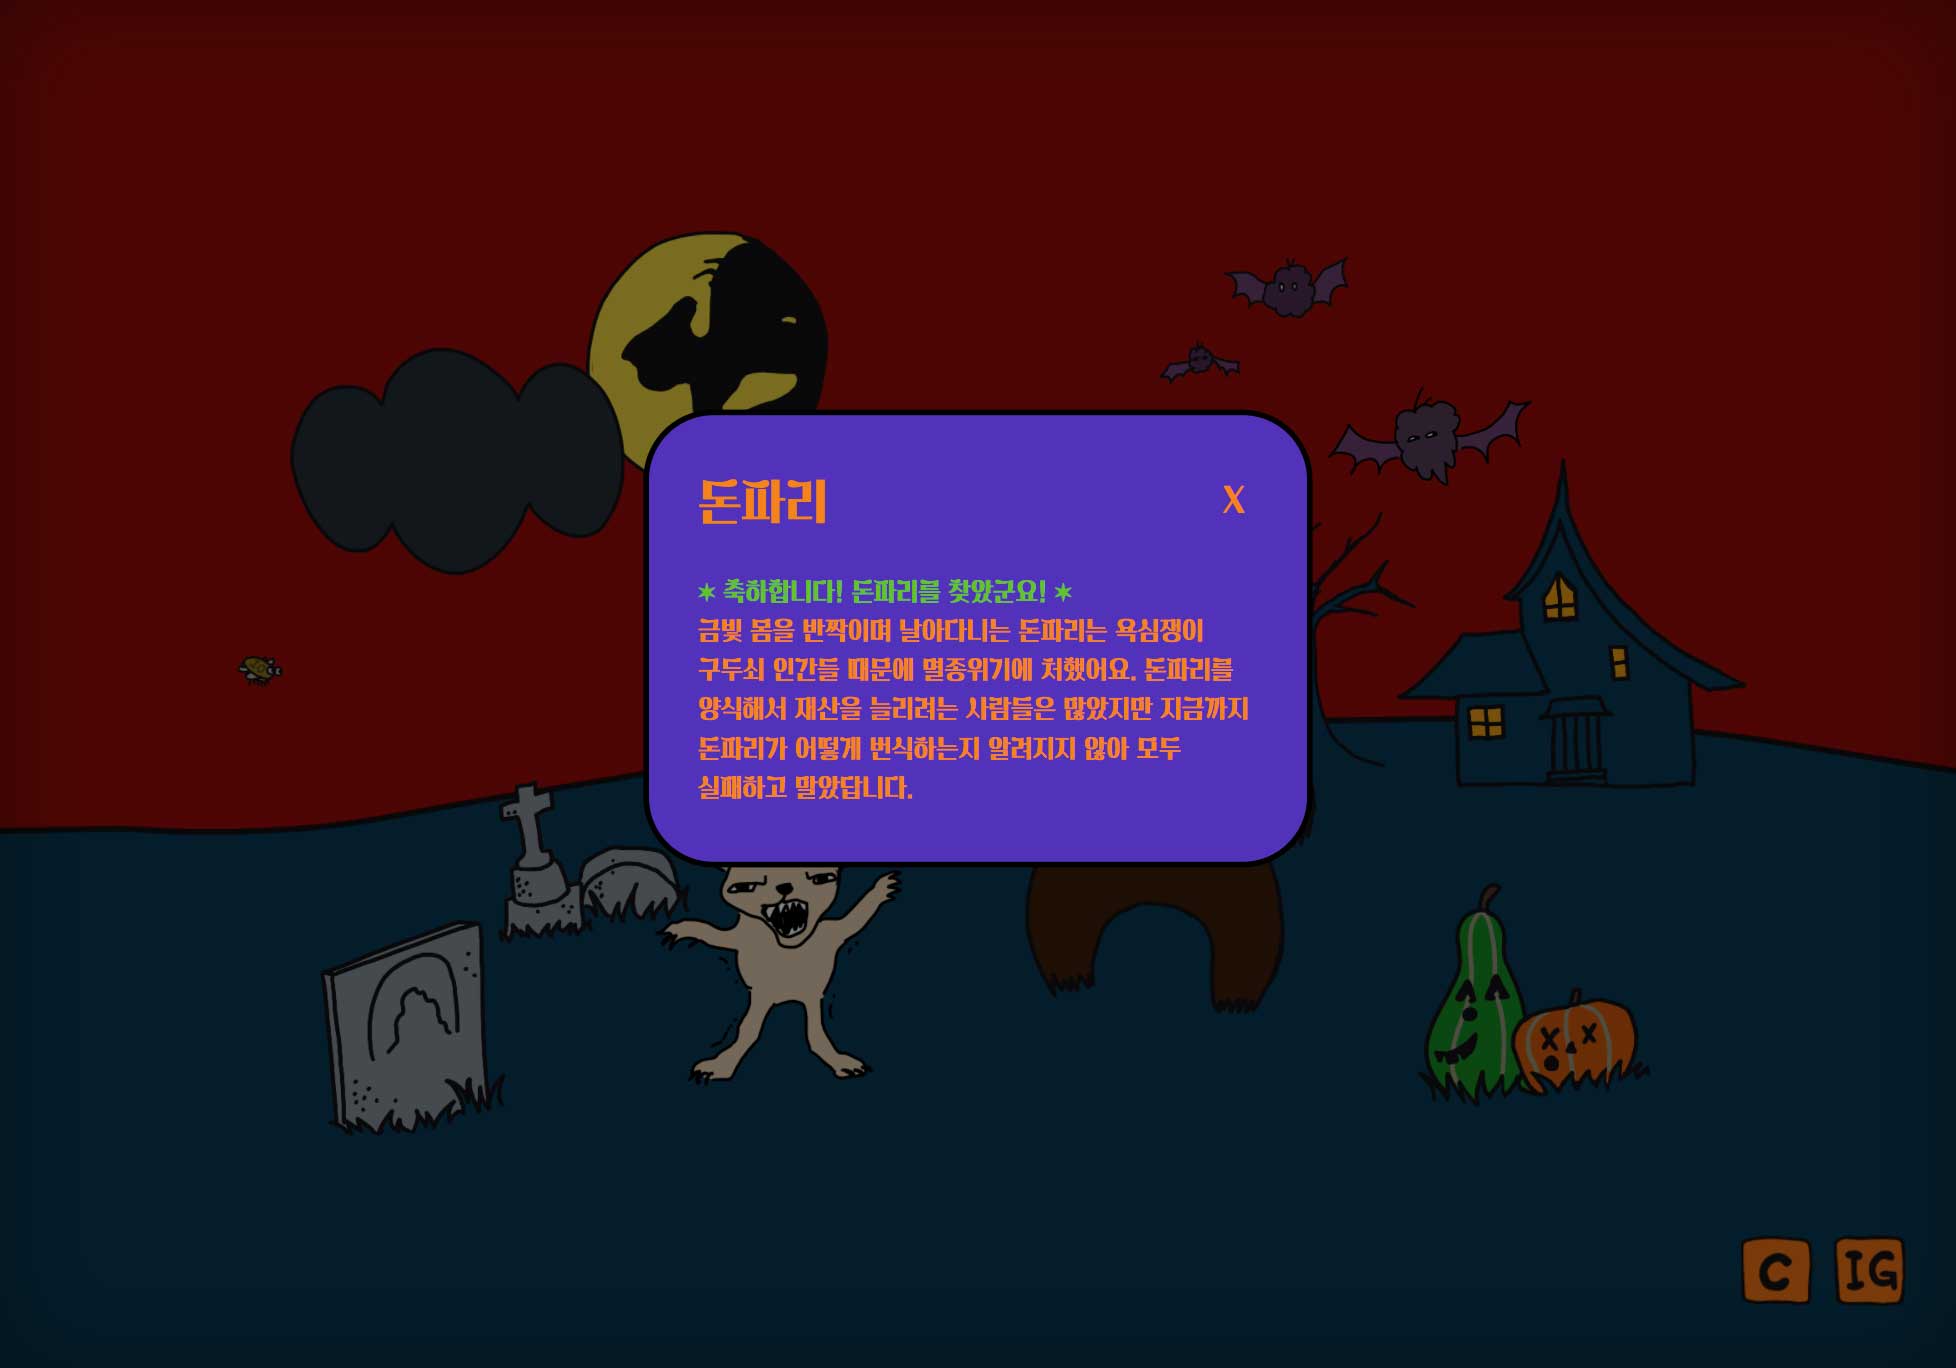 돈파리
X
✶ 축하합니다! 돈파리를 찾았군요! ✶
금빛 몸을 반짝이며 날아다니는 돈파리는 욕심쟁이
구두쇠 인간들 때문에 멸종위기에 처했어요. 돈파리를
양식해서 재산을 늘리려는 사람들은 많았지만 지금까지
돈파리가 어떻게 번식하는지 알려지지 않아 모두
실패하고 말았답니다.
C
IG